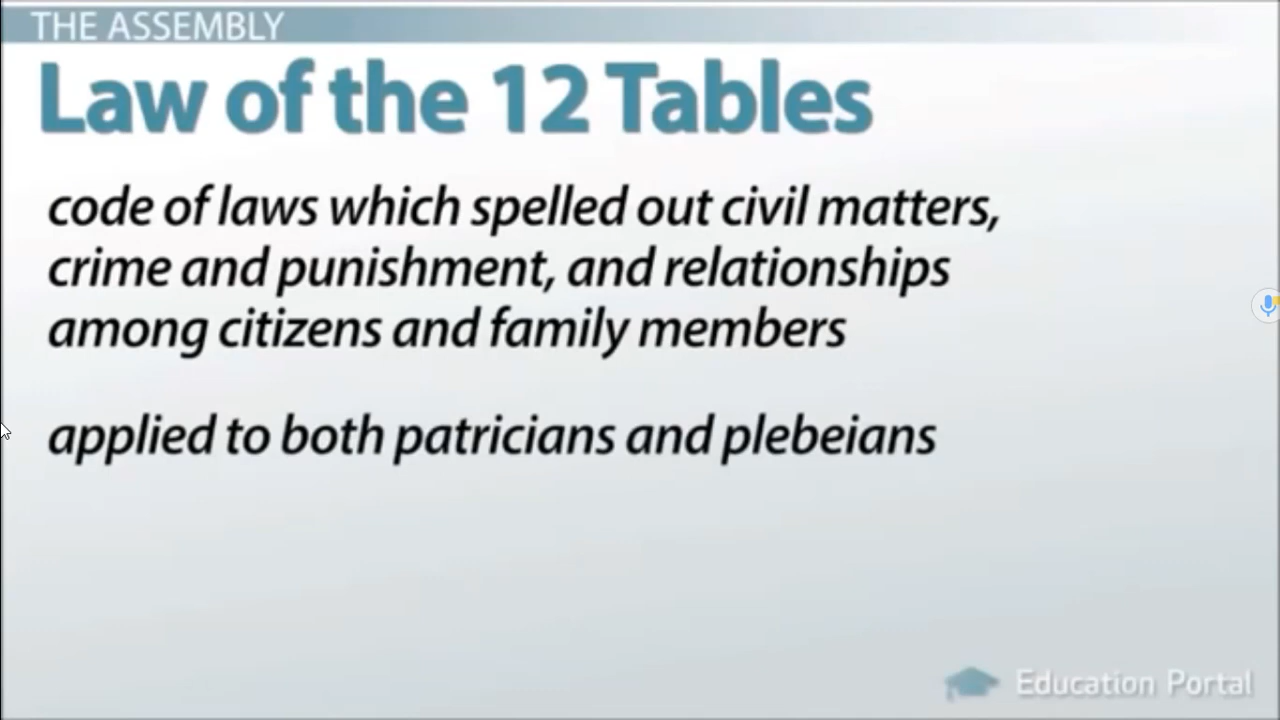 THE ASSEMBLY
Law of the 12 Tables
code of laws which spelled out civil matters,
crime and punishment, and relationships
among citizens and family members
applied to both patricians and plebeians
Education Portal